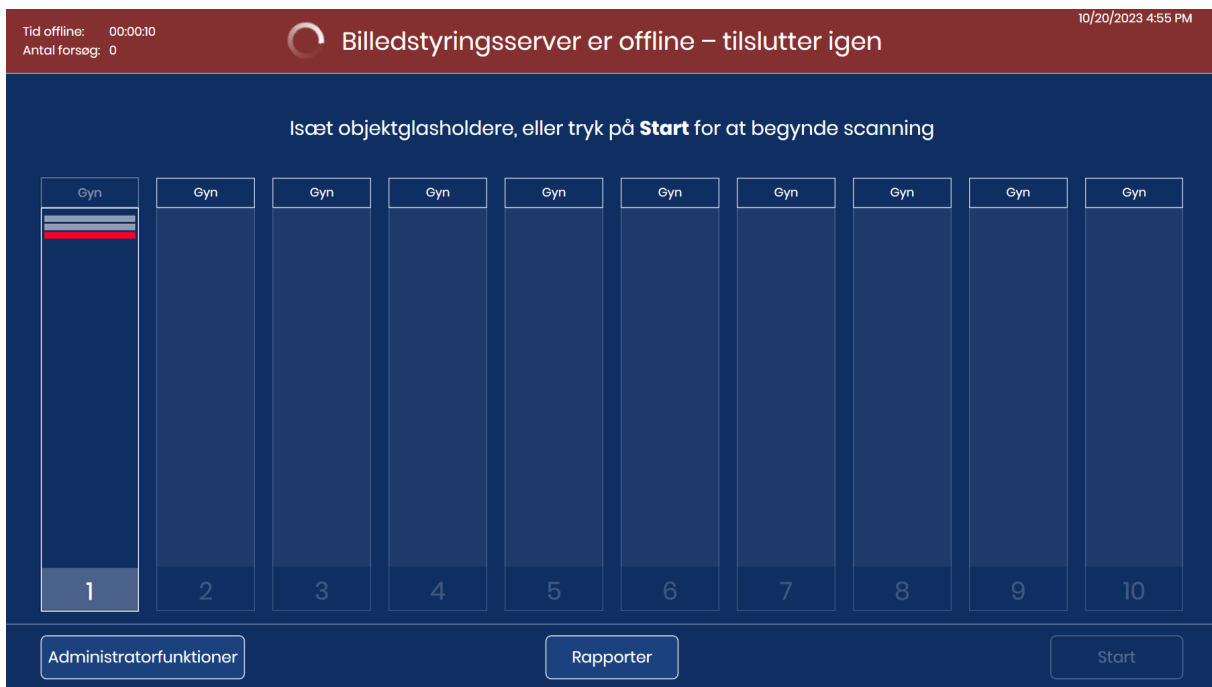 Tid offline: 00:00:10
Antal forsøg: 0
Billedstyringsserver er offline – tilslutter igen
10/20/2023 4:55 PM
Isæt objektglasholdere, eller tryk på Start for at begynde scanning
Gyn Gyn Gyn Gyn Gyn Gyn Gyn Gyn Gyn Gyn
1 2 3 4 5 6 7 8 9 10
Administratorfunktioner Rapporter Start